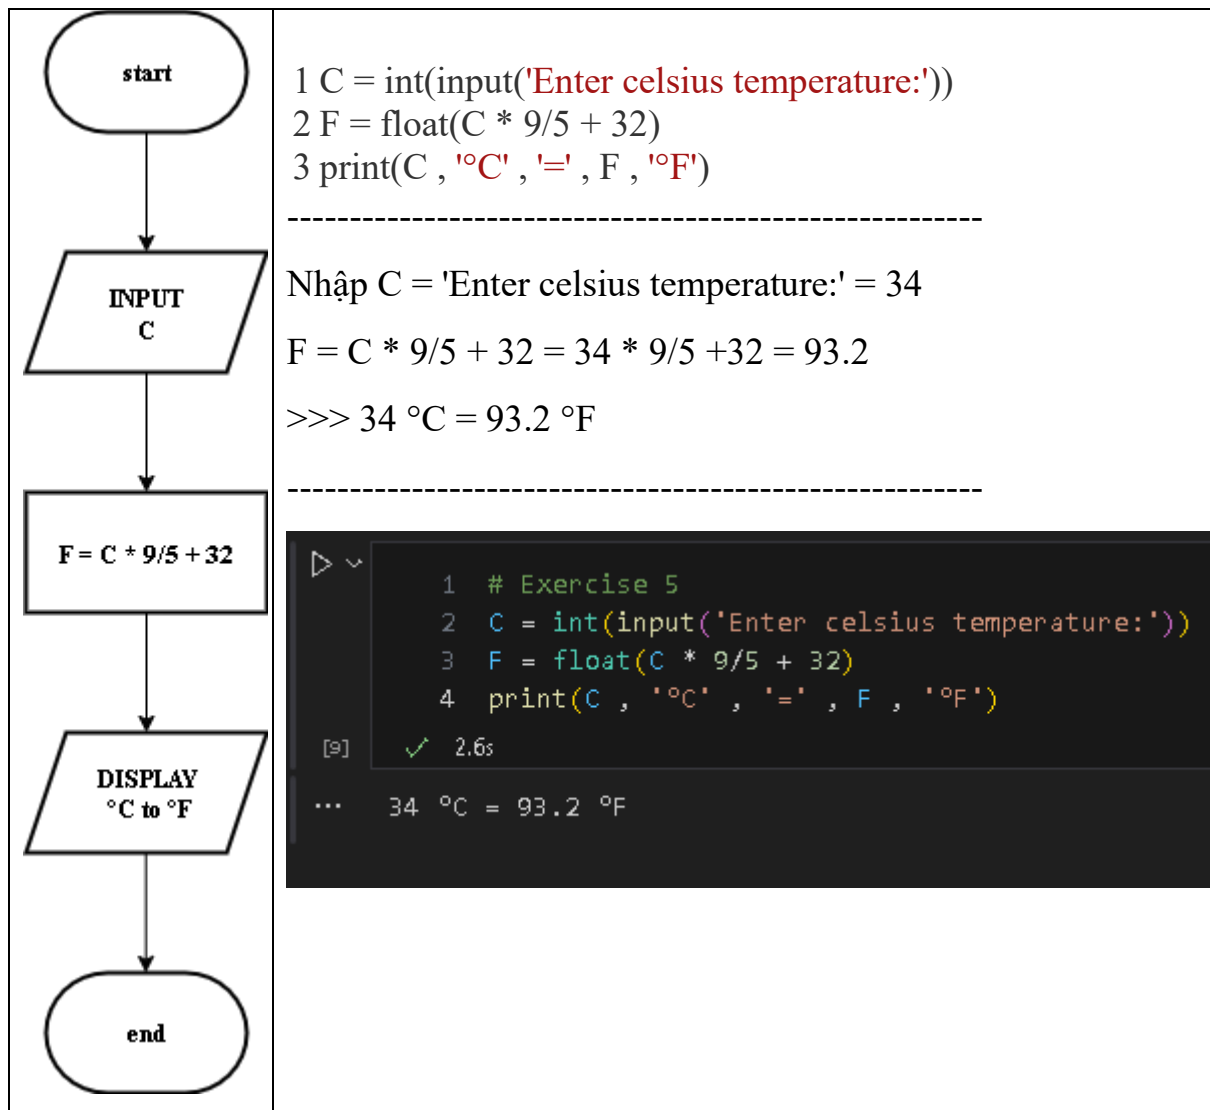 start
INPUT
C
F = C * 9/5 + 32
DISPLAY
°C to °F
end
1 C = int(input('Enter celsius temperature:'))
2 F = float(C * 9/5 + 32)
3 print(C , '°C' , '=' , F , '°F')
-------------------------------------------------------
Nhập C = 'Enter celsius temperature:' = 34
F = C * 9/5 + 32 = 34 * 9/5 +32 = 93.2
>>> 34 °C = 93.2 °F
-------------------------------------------------------
1 # Exercise 5
2 C = int(input('Enter celsius temperature:'))
3 F = float(C * 9/5 + 32)
4 print(C , '°C' , '=' , F , '°F')
[9] ✓ 2.6s
... 34 °C = 93.2 °F